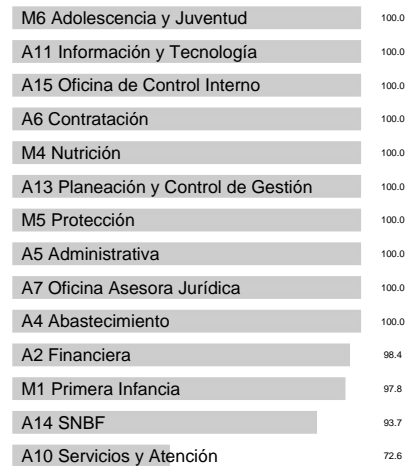 M6 Adolescencia y Juventud 100.0
A11 Información y Tecnología 100.0
A15 Oficina de Control Interno 100.0
A6 Contratación 100.0
M4 Nutrición 100.0
A13 Planeación y Control de Gestión 100.0
M5 Protección 100.0
A5 Administrativa 100.0
A7 Oficina Asesora Jurídica 100.0
A4 Abastecimiento 100.0
A2 Financiera 98.4
M1 Primera Infancia 97.8
A14 SNBF 93.7
A10 Servicios y Atención 72.6